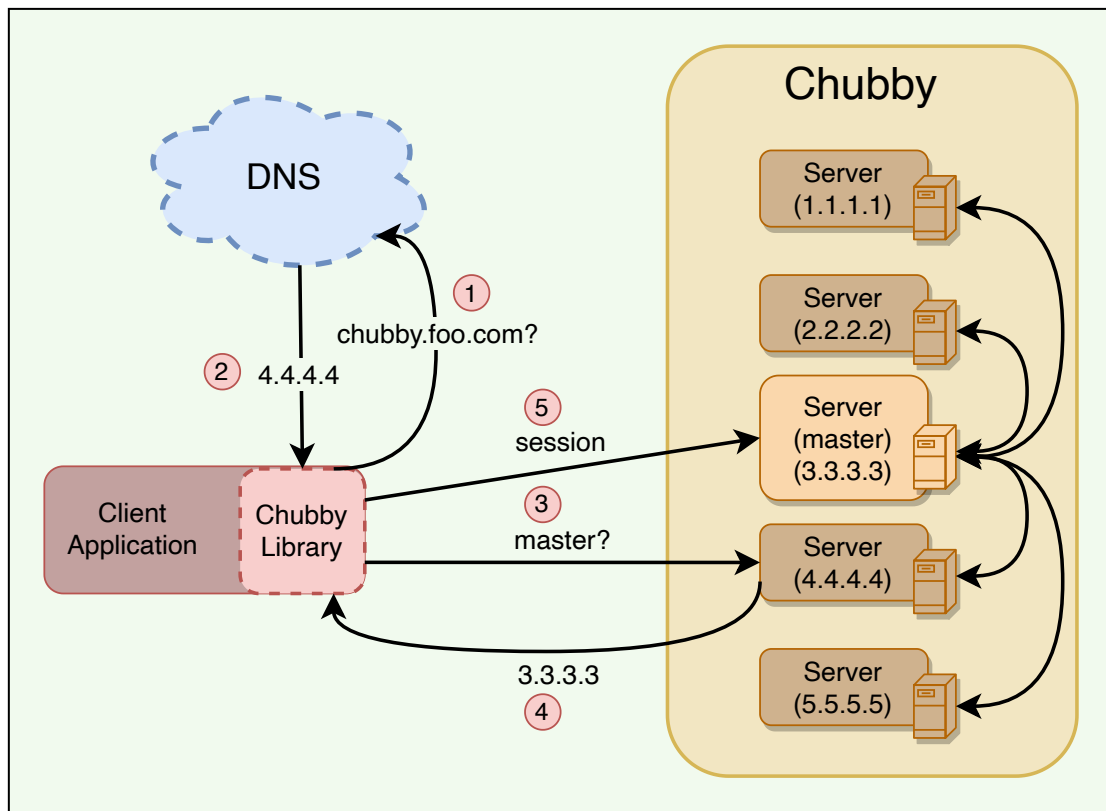 Chubby
DNS
Server
(1.1.1.1)
1
chubby.foo.com?
Server
(2.2.2.2)
2
4.4.4.4
5
session
Server
(master)
(3.3.3.3)
Client
Application
Chubby
Library
3
master?
Server
(4.4.4.4)
3.3.3.3
4
Server
(5.5.5.5)